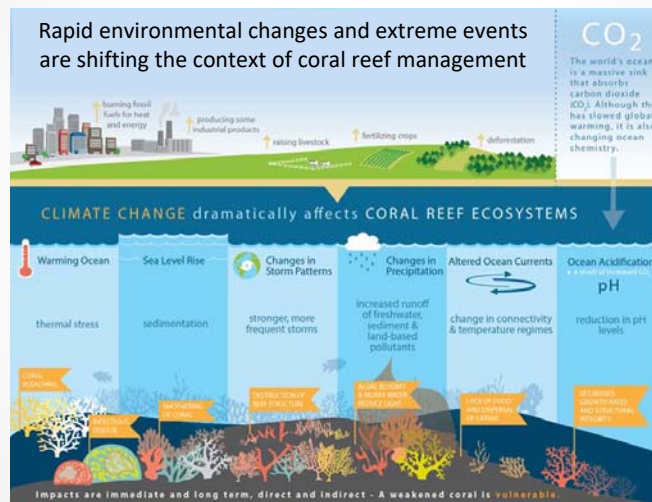 Rapid environmental changes and extreme events
are shifting the context of coral reef management
CO2
The world's ocean
is a massive sink
that absorbs
carbon dioxide
(CO2). Although this
has slowed global
warming, it is also
changing ocean
chemistry.
burning fossil
fuels for heat
and energy
producing some
industrial products
raising livestock
fertilizing crops
deforestation
CLIMATE CHANGE dramatically affects CORAL REEF ECOSYSTEMS
Warming Ocean
thermal stress
CORAL
BLEACHING
INFECTIOUS
DISEASE
Sea Level Rise
sedimentation
SMOTHERING
OF CORAL
Changes in
Storm Patterns
stronger, more
frequent storms
DESTRUCTION OF
REEF STRUCTURE
Changes in
Precipitation
increased runoff
of freshwater,
sediment &
land-based
pollutants
ALGAL BLOOMS
& MURKY WATER
REDUCE LIGHT
Altered Ocean Currents
change in connectivity
& temperature regimes
LACK OF FOOD
AND DISPERSAL
OF LARVAE
Ocean Acidification
a result of increased CO2
pH
reduction in pH
levels
DECREASES
GROWTH RATES
AND STRUCTURAL
INTEGRITY
Impacts are immediate and long term, direct and indirect - A weakened coral is vulnerable.